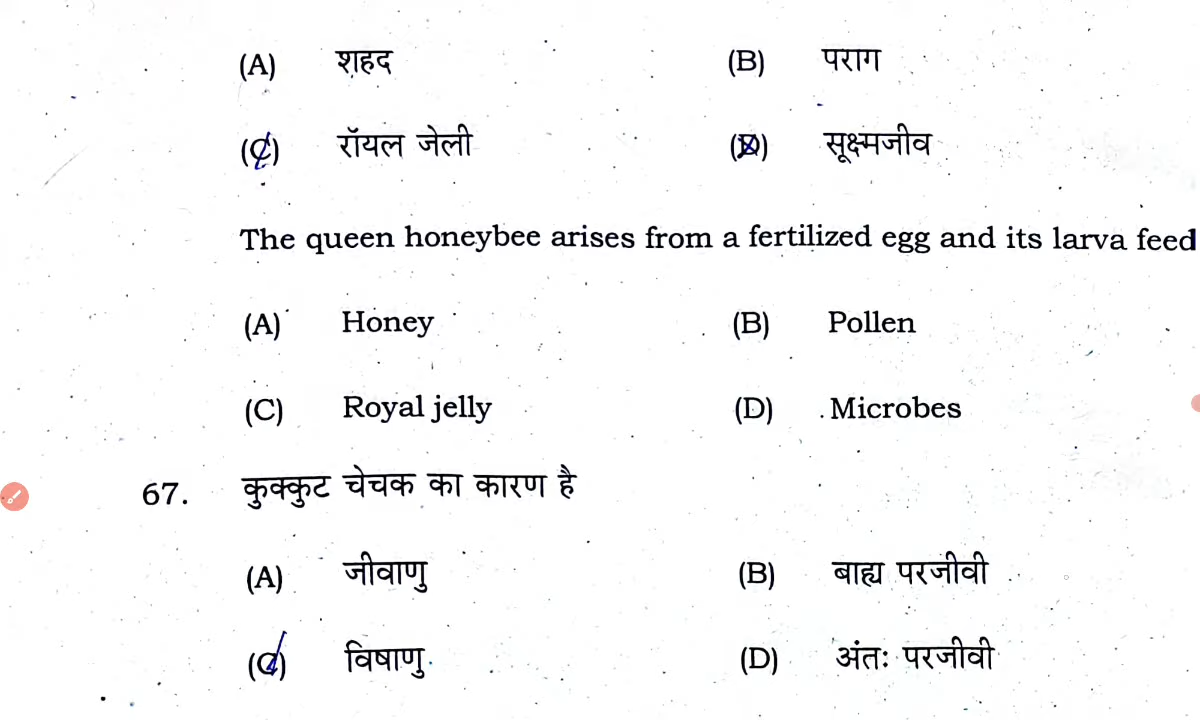 (A) शहद (B) पराग
(C) रॉयल जेली (D) सूक्ष्मजीव
The queen honeybee arises from a fertilized egg and its larva feed
(A) Honey (B) Pollen
(C) Royal jelly (D) Microbes
67. कुक्कुट चेचक का कारण है
(A) जीवाणु (B) बाह्य परजीवी
(C) विषाणु (D) अंतः परजीवी